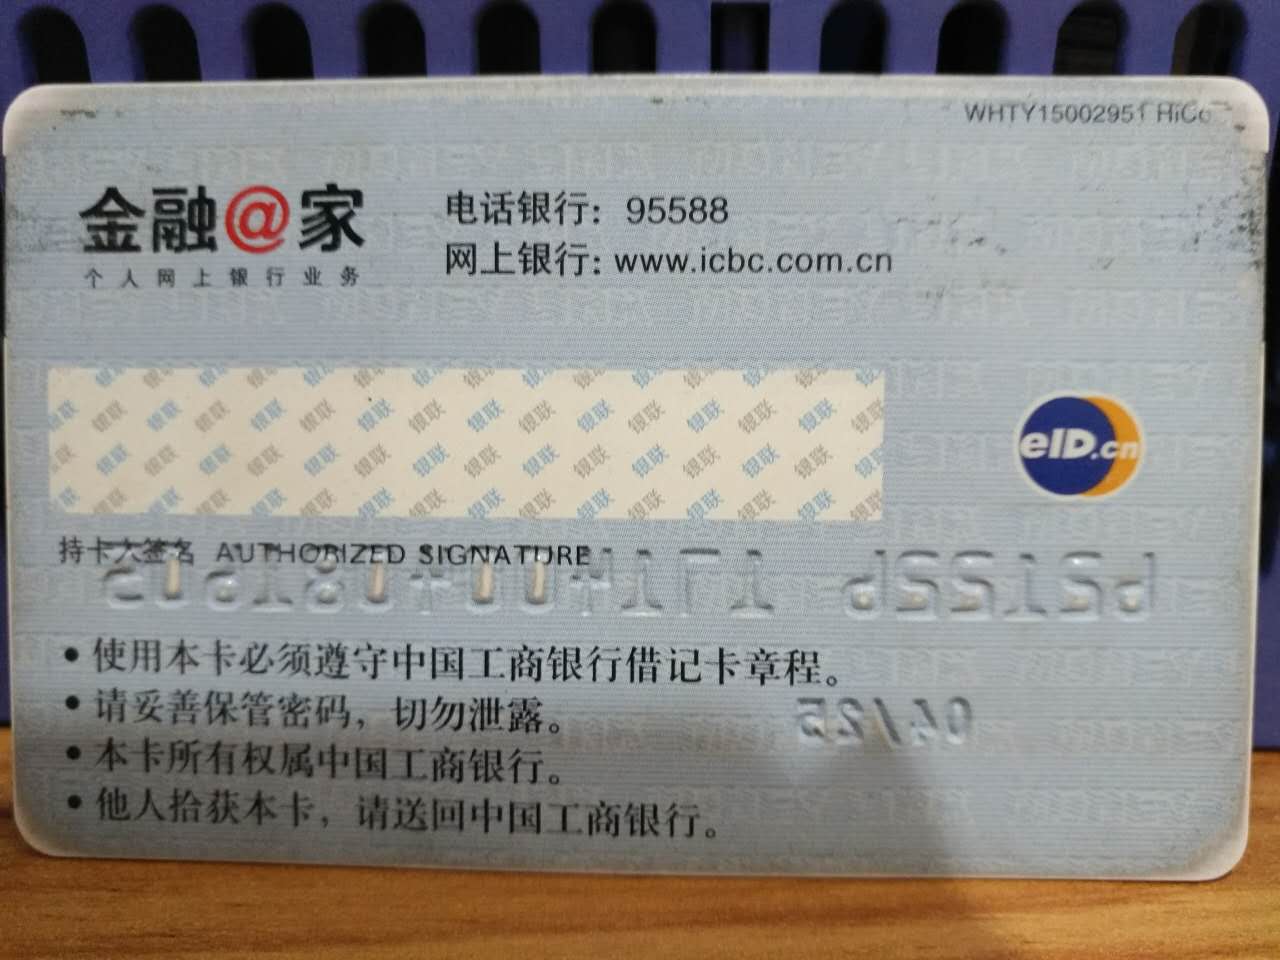 WHTY15002951 HiCo
金融@家
个人网上银行业务
电话银行：95588
网上银行：www.icbc.com.cn
eID.cn
持卡人签名 AUTHORIZED SIGNATURE
• 使用本卡必须遵守中国工商银行借记卡章程。
• 请妥善保管密码，切勿泄露。
04/25
• 本卡所有权属中国工商银行。
• 他人拾获本卡，请送回中国工商银行。